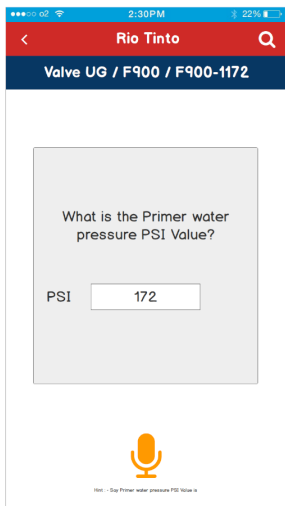 o2 2:30PM 22%
Rio Tinto
Valve UG / F900 / F900-1172
What is the Primer water
pressure PSI Value?
PSI 172
Hint : - Say Primer water pressure PSI Value is